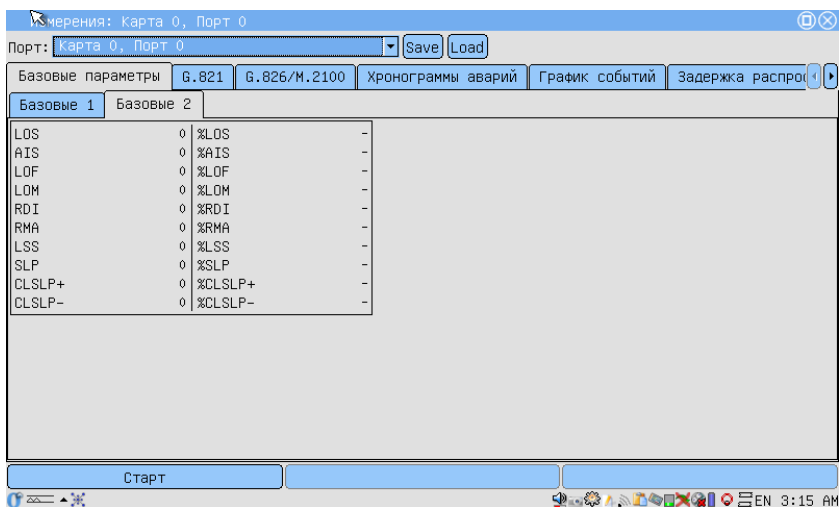 Измерения: Карта 0, Порт 0
Порт: Карта 0, Порт 0 Save Load
Базовые параметры G.821 G.826/M.2100 Хронограммы аварий График событий Задержка распрос
Базовые 1 Базовые 2
LOS 0 %LOS -
AIS 0 %AIS -
LOF 0 %LOF -
LOM 0 %LOM -
RDI 0 %RDI -
RMA 0 %RMA -
LSS 0 %LSS -
SLP 0 %SLP -
CLSLP+ 0 %CLSLP+ -
CLSLP- 0 %CLSLP- -
Старт
EN 3:15 AM